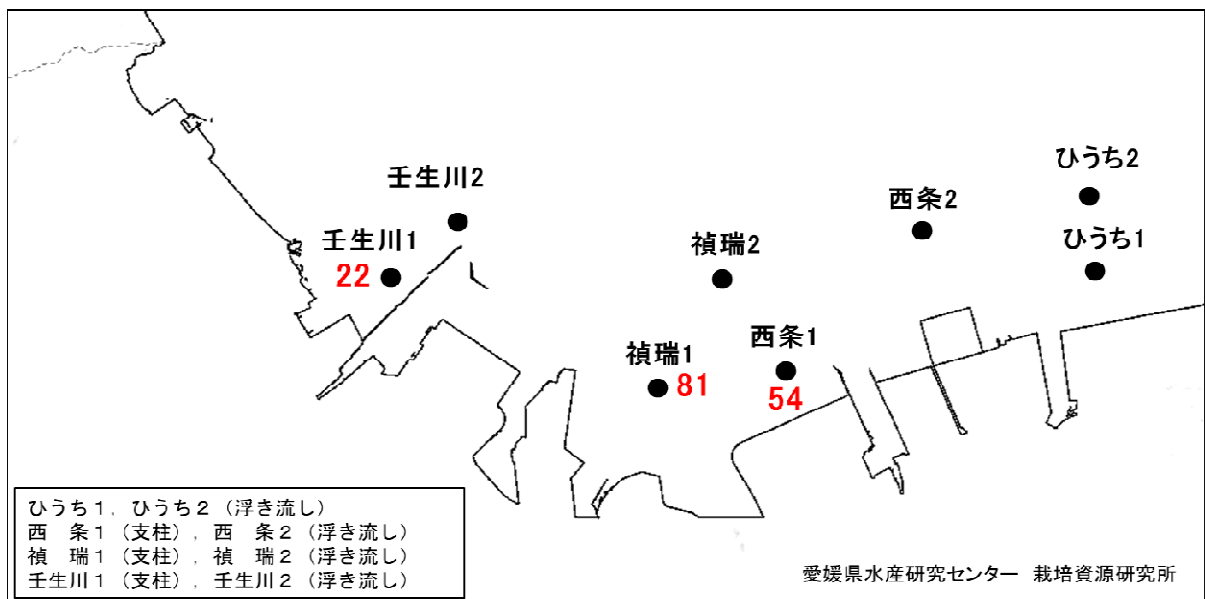 ひうち2
壬生川2
西条2
壬生川1
禎瑞2
ひうち1
22
禎瑞1
西条1
81
54
ひうち１，ひうち２（浮き流し）
西　条１（支柱），西　条２（浮き流し）
禎　瑞１（支柱），禎　瑞２（浮き流し）
壬生川１（支柱），壬生川２（浮き流し）
愛媛県水産研究センター 栽培資源研究所